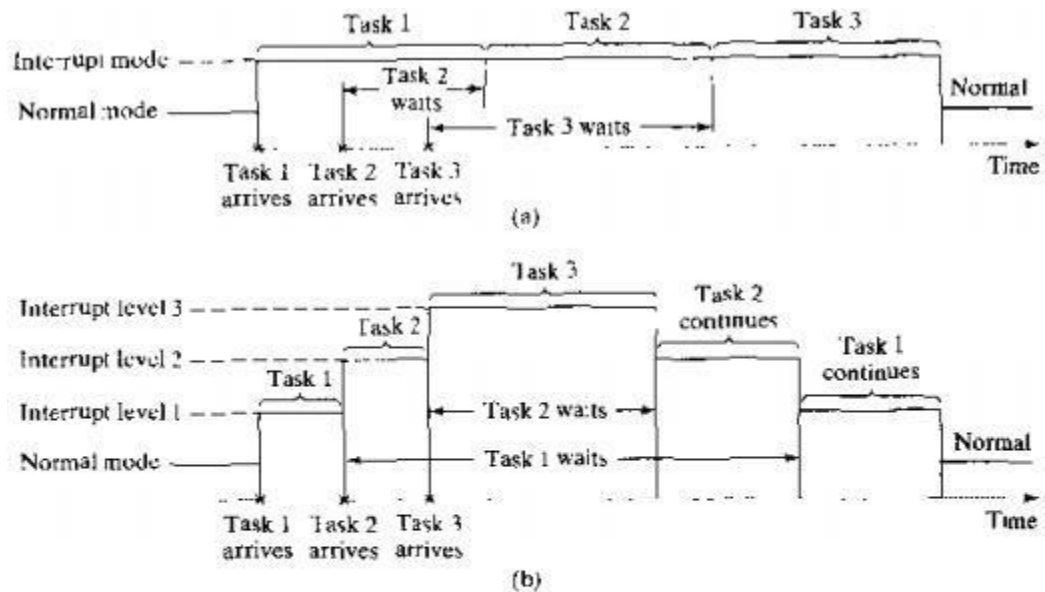 Task 1 Task 2 Task 3
Interrupt mode
Task 2
waits
Normal
Normal mode
Task 3 waits
Time
Task 1 Task 2 Task 3
arrives arrives arrives
(a)
Task 3
Interrupt level 3
Task 2
continues
Task 2
Interrupt level 2
Task 1
continues
Task 1
Interrupt level 1
Task 2 waits
Normal
Normal mode
Task 1 waits
Time
Task 1 Task 2 Task 3
arrives arrives arrives
(b)